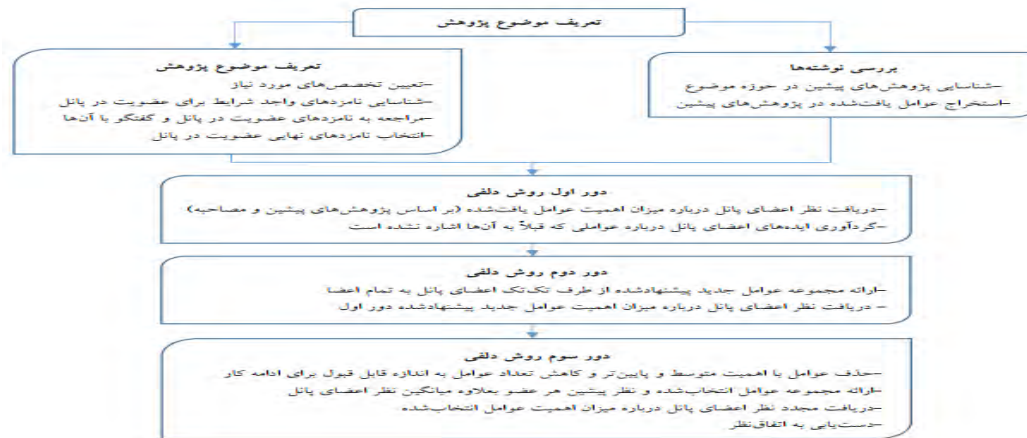 تعریف موضوع پژوهش
بررسی نوشته‌ها
-شناسایی پژوهش‌های پیشین در حوزه موضوع
-استخراج عوامل یافت‌شده در پژوهش‌های پیشین
تعریف موضوع پژوهش
-تعیین تخصص‌های مورد نیاز
-شناسایی نامزدهای واجد شرایط برای عضویت در پانل
-مراجعه به نامزدهای عضویت در پانل و گفتگو با آن‌ها
-انتخاب نامزدهای نهایی عضویت در پانل
دور اول روش دلفی
-دریافت نظر اعضای پانل درباره میزان اهمیت عوامل یافت‌شده (بر اساس پژوهش‌های پیشین و مصاحبه)
-گردآوری ایده‌های اعضای پانل درباره عواملی که قبلاً به آن‌ها اشاره نشده است
دور دوم روش دلفی
-ارائه مجموعه عوامل جدید پیشنهادشده از طرف تک‌تک اعضای پانل به تمام اعضا
- دریافت نظر اعضای پانل درباره میزان اهمیت عوامل جدید پیشنهادشده دور اول
دور سوم روش دلفی
-حذف عوامل با اهمیت متوسط و پایین‌تر و کاهش تعداد عوامل به اندازه قابل قبول برای ادامه کار
-ارائه مجموعه عوامل انتخاب‌شده و نظر پیشین هر عضو بعلاوه میانگین نظر اعضای پانل
-دریافت مجدد نظر اعضای پانل درباره میزان اهمیت عوامل انتخاب‌شده
-دست‌یابی به اتفاق‌نظر